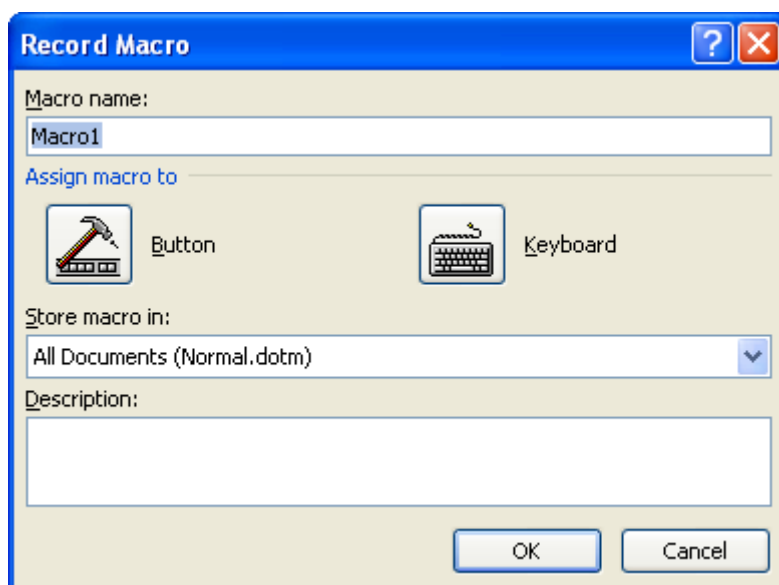 Record Macro
Macro name:
Macro1
Assign macro to
Button Keyboard
Store macro in:
All Documents (Normal.dotm)
Description:
OK Cancel